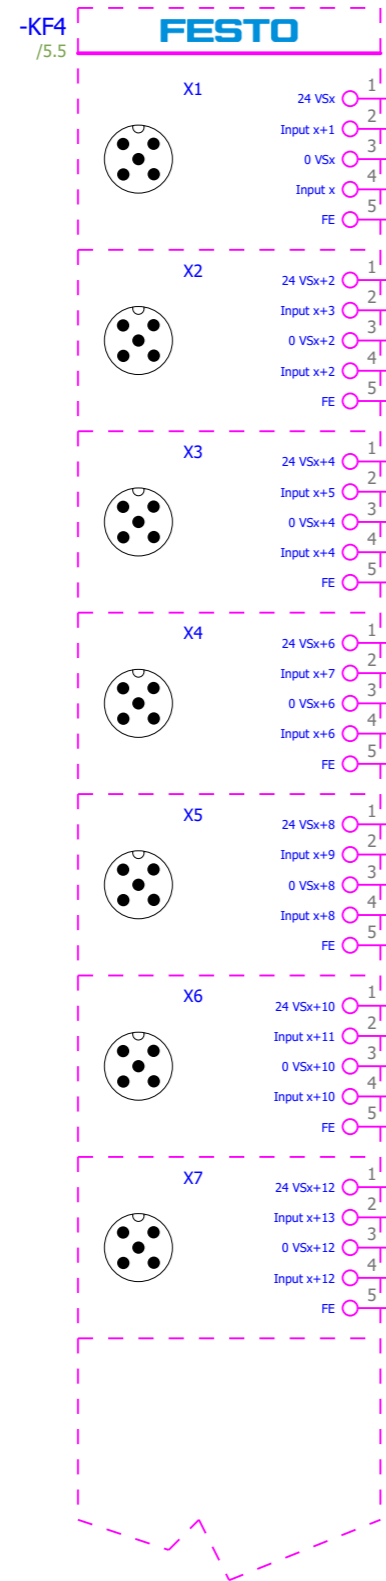 -KF4
FESTO
/5.5
X1
24 VSx 1
Input x+1 2
0 VSx 3
Input x 4
FE 5
X2
24 VSx+2 1
Input x+3 2
0 VSx+2 3
Input x+2 4
FE 5
X3
24 VSx+4 1
Input x+5 2
0 VSx+4 3
Input x+4 4
FE 5
X4
24 VSx+6 1
Input x+7 2
0 VSx+6 3
Input x+6 4
FE 5
X5
24 VSx+8 1
Input x+9 2
0 VSx+8 3
Input x+8 4
FE 5
X6
24 VSx+10 1
Input x+11 2
0 VSx+10 3
Input x+10 4
FE 5
X7
24 VSx+12 1
Input x+13 2
0 VSx+12 3
Input x+12 4
FE 5